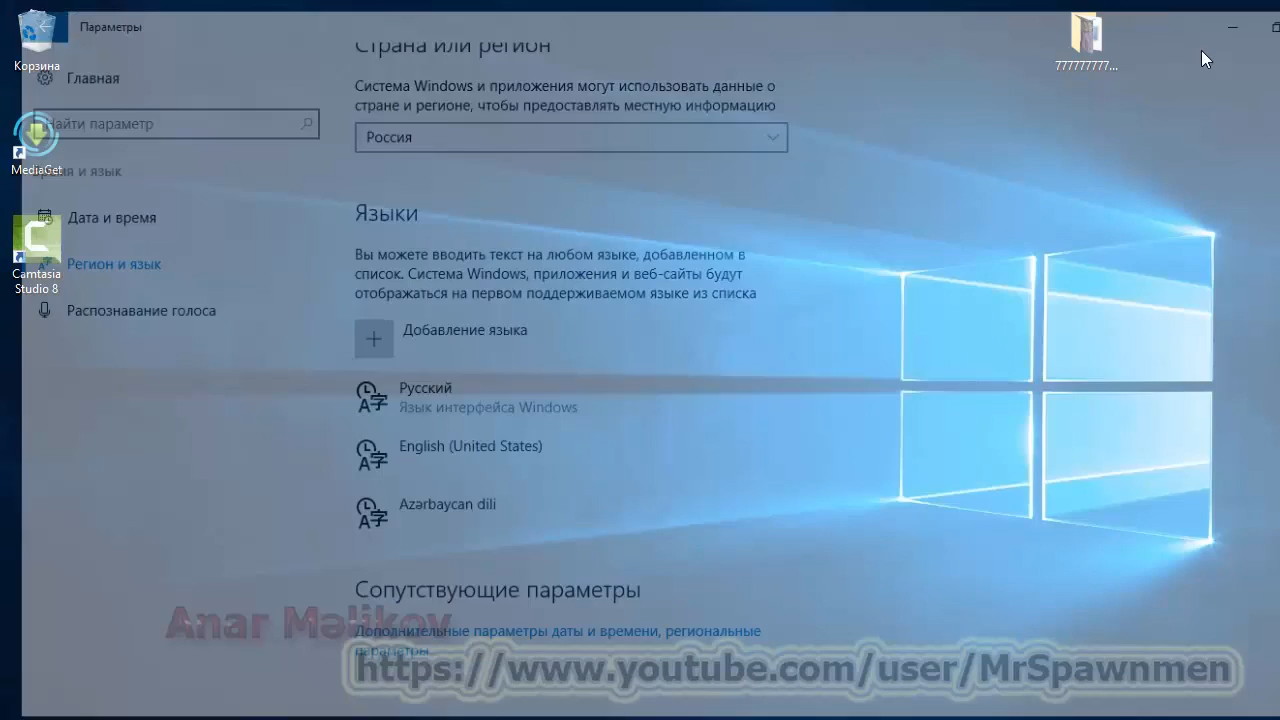 Параметры
Корзина
777777777...
Главная
Найти параметр
MediaGet
Время и язык
Дата и время
Регион и язык
Camtasia
Studio 8
Распознавание голоса
Страна или регион
Система Windows и приложения могут использовать данные о
стране и регионе, чтобы предоставлять местную информацию
Россия
Языки
Вы можете вводить текст на любом языке, добавленном в
список. Система Windows, приложения и веб-сайты будут
отображаться на первом поддерживаемом языке из списка
Добавление языка
Русский
Язык интерфейса Windows
English (United States)
Azərbaycan dili
Сопутствующие параметры
Дополнительные параметры даты и времени, региональные
параметры
Anar Məlikov
https://www.youtube.com/user/MrSpawnmen